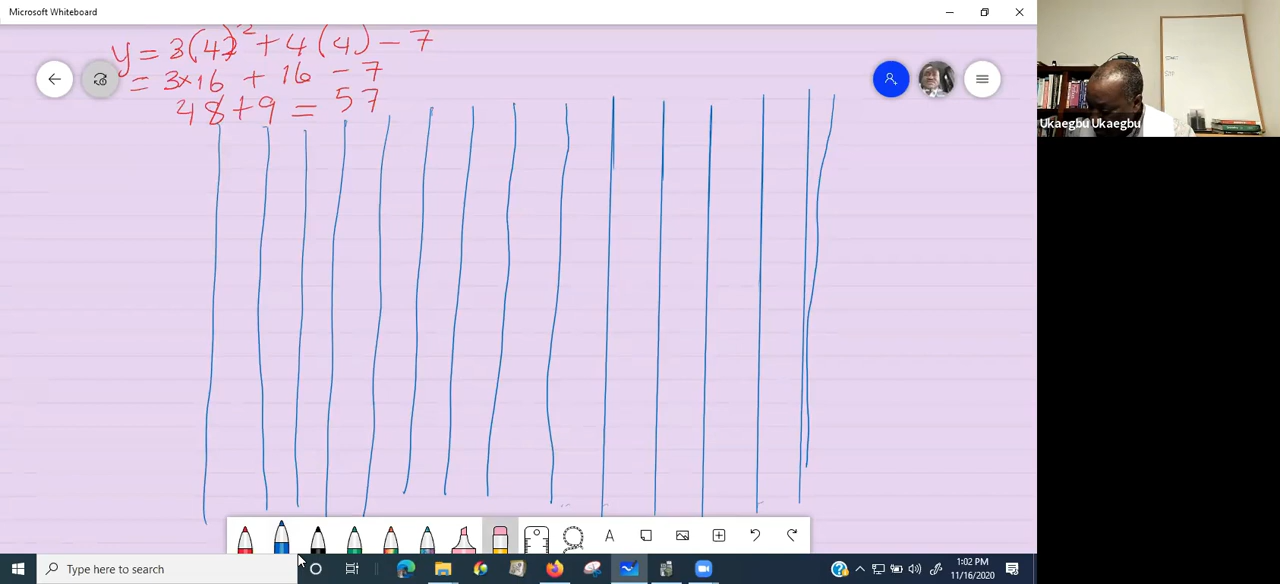 Microsoft Whiteboard
y = 3(4)² + 4(4) - 7
= 3×16 + 16 - 7
48 + 9 = 57
Ukaegbu Ukaegbu
A
Type here to search
1:02 PM
11/16/2020